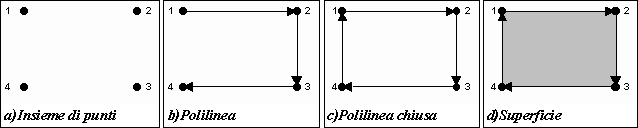 1 2 1 2 1 2 1 2
4 3 4 3 4 3 4 3
a)Insieme di punti b)Polilinea c)Polilinea chiusa d)Superficie